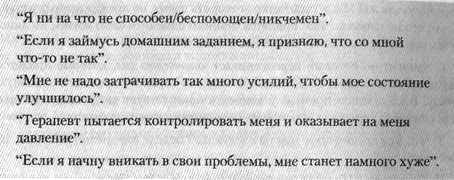 “Я ни на что не способен/беспомощен/никчемен”.
“Если я займусь домашним заданием, я признаю, что со мной
что-то не так”.
“Мне не надо затрачивать так много усилий, чтобы мое состояние
улучшилось”.
“Терапевт пытается контролировать меня и оказывает на меня
давление”.
“Если я начну вникать в свои проблемы, мне станет намного хуже”.